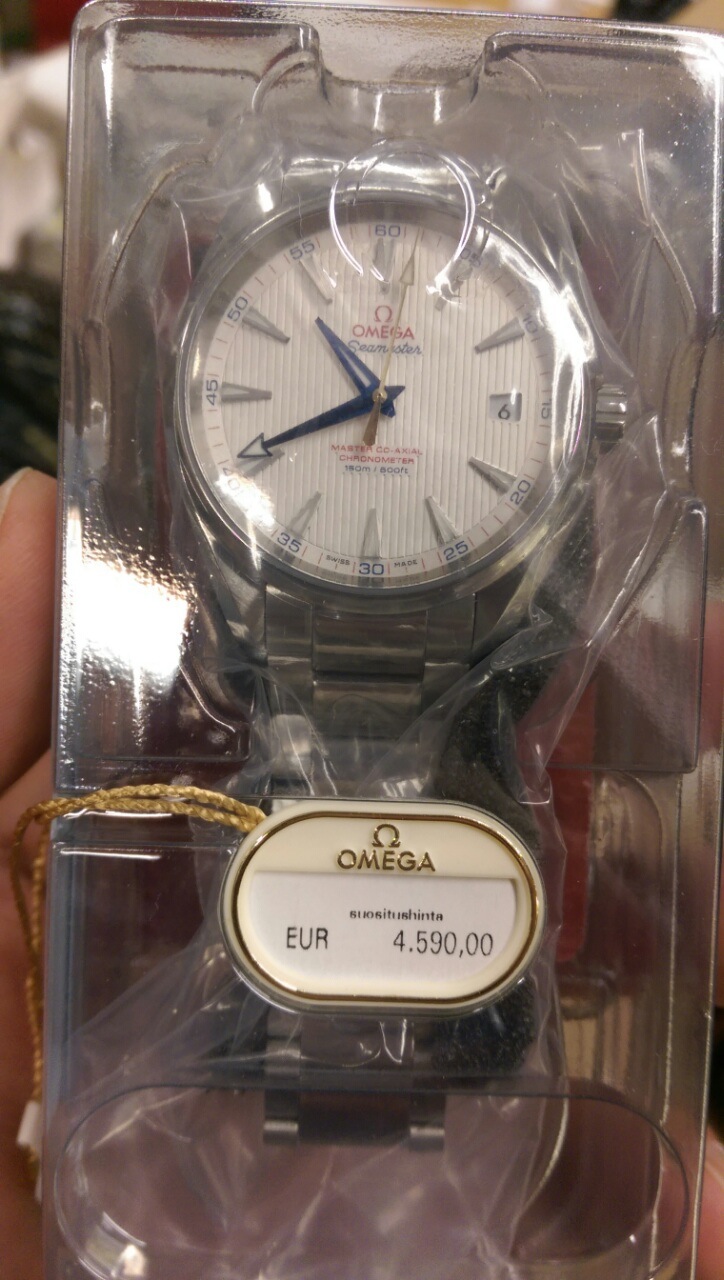 60
55
05
50
10
Ω
OMEGA
Seamaster
45
6
15
MASTER CO-AXIAL
CHRONOMETER
150m / 500ft
40
20
35
25
SWISS
30
MADE
Ω
OMEGA
suositushinta
EUR 4.590,00